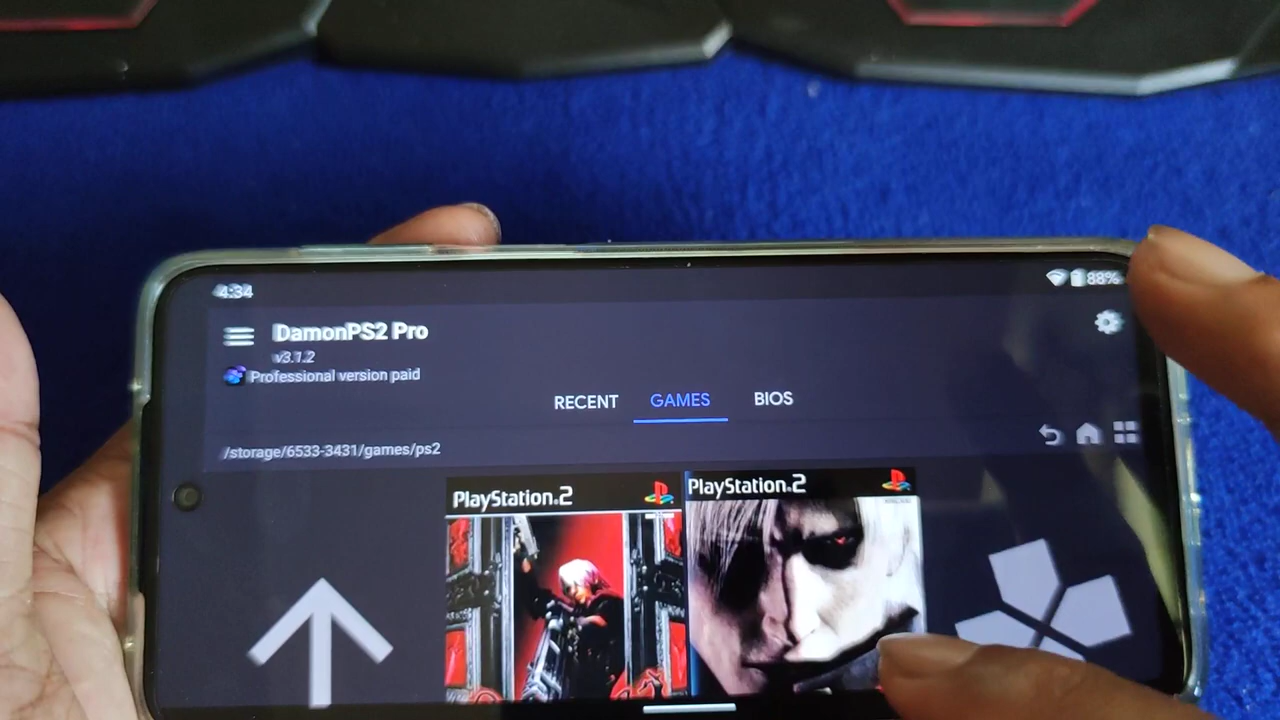 4:34
88%
DamonPS2 Pro
v3.1.2
Professional version paid
RECENT GAMES BIOS
/storage/6533-3431/games/ps2
PlayStation.2
PlayStation.2